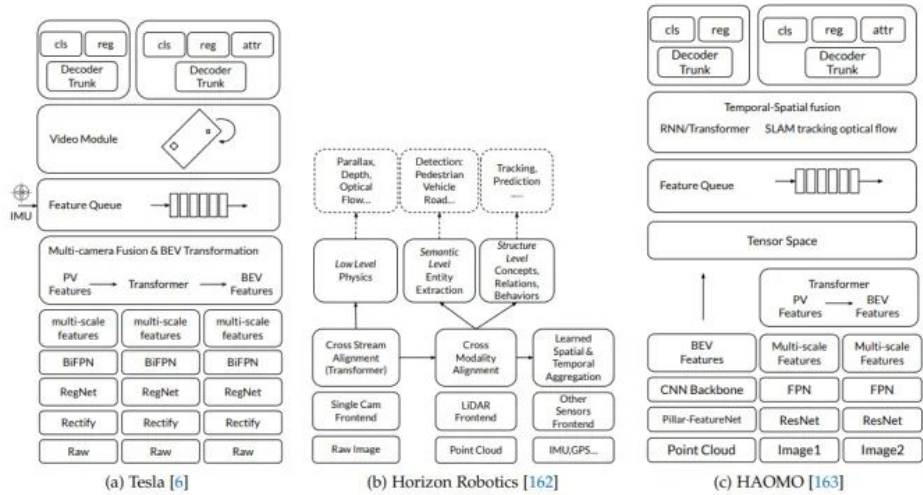 cls reg cls reg attr
Decoder Trunk Decoder Trunk
Video Module
IMU
Feature Queue
Multi-camera Fusion & BEV Transformation
PV Features Transformer BEV Features
multi-scale features multi-scale features multi-scale features
BiFPN BiFPN BiFPN
RegNet RegNet RegNet
Rectify Rectify Rectify
Raw Raw Raw
(a) Tesla [6]
Parallax, Depth, Optical Flow... Detection: Pedestrian Vehicle Road... Tracking, Prediction ......
Low Level Physics Semantic Level Entity Extraction Structure Level Concepts, Relations, Behaviors
Cross Stream Alignment (Transformer) Cross Modality Alignment Learned Spatial & Temporal Aggregation
Single Cam Frontend LiDAR Frontend Other Sensors Frontend
Raw Image Point Cloud IMU,GPS...
(b) Horizon Robotics [162]
cls reg cls reg attr
Decoder Trunk Decoder Trunk
Temporal-Spatial fusion
RNN/Transformer SLAM tracking optical flow
Feature Queue
Tensor Space
Transformer
PV Features BEV Features
BEV Features Multi-scale Features Multi-scale Features
CNN Backbone FPN FPN
Pillar-FeatureNet ResNet ResNet
Point Cloud Image1 Image2
(c) HAOMO [163]